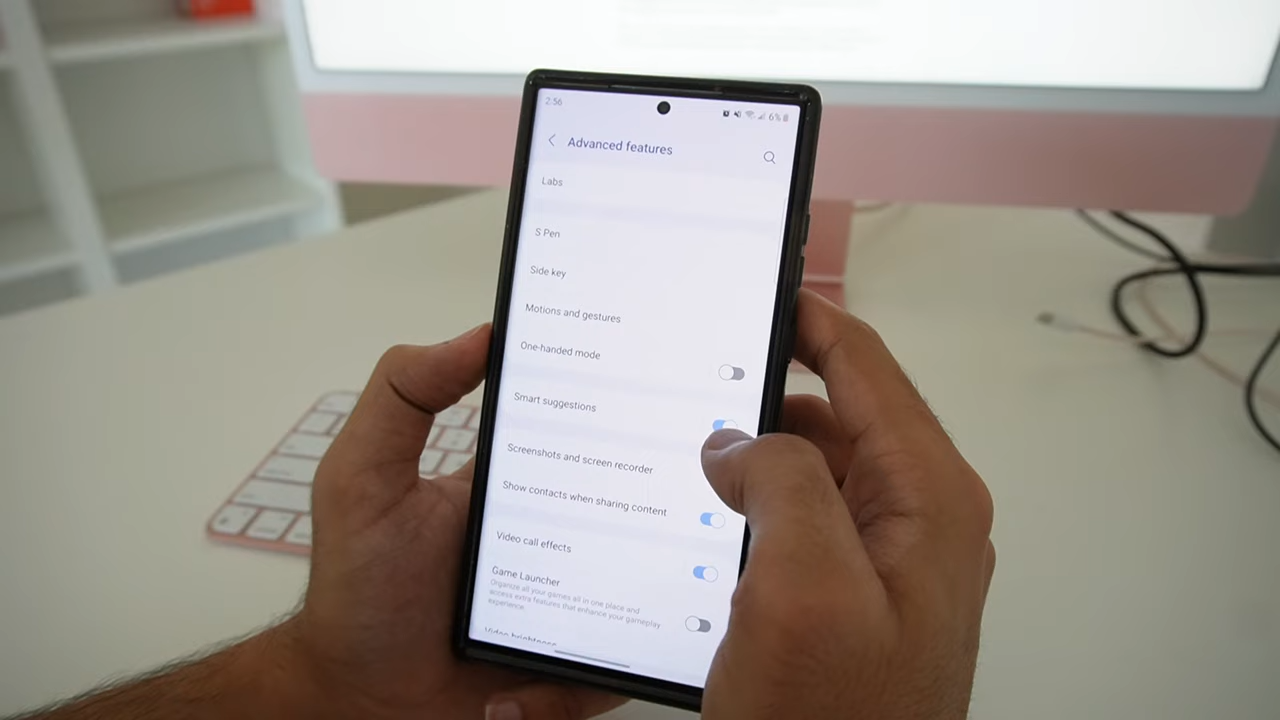 2:56
6%
Advanced features
Labs
S Pen
Side key
Motions and gestures
One-handed mode
Smart suggestions
Screenshots and screen recorder
Show contacts when sharing content
Video call effects
Game Launcher
Organize all your games all in one place and
access extra features that enhance your gameplay
experience.
Video brightness